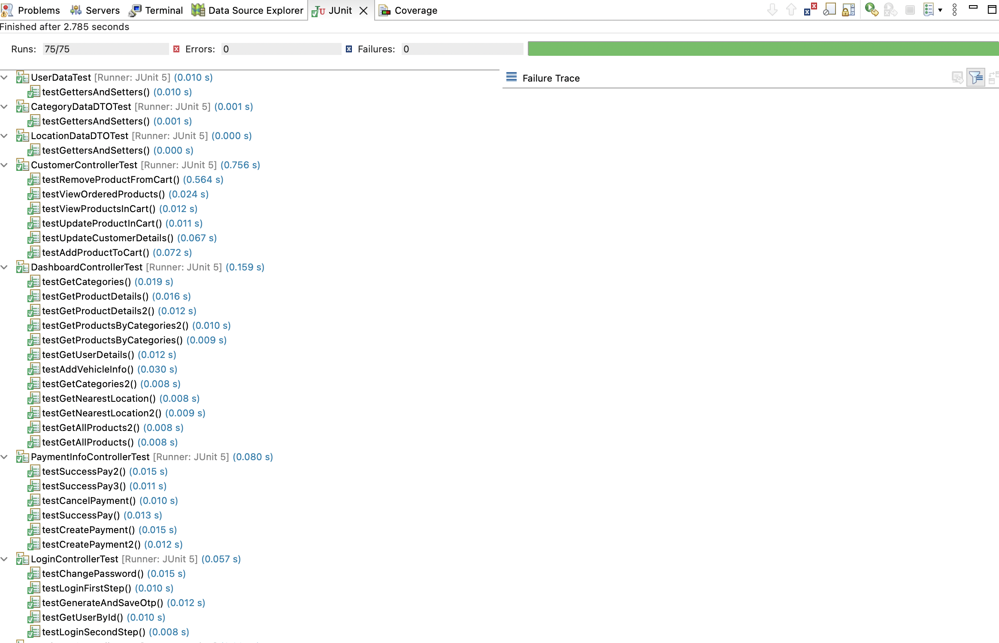 Problems Servers Terminal Data Source Explorer JUnit Coverage
Finished after 2.785 seconds
Runs: 75/75 Errors: 0 Failures: 0
UserDataTest [Runner: JUnit 5] (0.010 s)
Failure Trace
testGettersAndSetters() (0.010 s)
CategoryDataDTOTest [Runner: JUnit 5] (0.001 s)
testGettersAndSetters() (0.001 s)
LocationDataDTOTest [Runner: JUnit 5] (0.000 s)
testGettersAndSetters() (0.000 s)
CustomerControllerTest [Runner: JUnit 5] (0.756 s)
testRemoveProductFromCart() (0.564 s)
testViewOrderedProducts() (0.024 s)
testViewProductsInCart() (0.012 s)
testUpdateProductInCart() (0.011 s)
testUpdateCustomerDetails() (0.067 s)
testAddProductToCart() (0.072 s)
DashboardControllerTest [Runner: JUnit 5] (0.159 s)
testGetCategories() (0.019 s)
testGetProductDetails() (0.016 s)
testGetProductDetails2() (0.012 s)
testGetProductsByCategories2() (0.010 s)
testGetProductsByCategories() (0.009 s)
testGetUserDetails() (0.012 s)
testAddVehicleInfo() (0.030 s)
testGetCategories2() (0.008 s)
testGetNearestLocation() (0.008 s)
testGetNearestLocation2() (0.009 s)
testGetAllProducts2() (0.008 s)
testGetAllProducts() (0.008 s)
PaymentInfoControllerTest [Runner: JUnit 5] (0.080 s)
testSuccessPay2() (0.015 s)
testSuccessPay3() (0.011 s)
testCancelPayment() (0.010 s)
testSuccessPay() (0.013 s)
testCreatePayment() (0.015 s)
testCreatePayment2() (0.012 s)
LoginControllerTest [Runner: JUnit 5] (0.057 s)
testChangePassword() (0.015 s)
testLoginFirstStep() (0.010 s)
testGenerateAndSaveOtp() (0.012 s)
testGetUserById() (0.010 s)
testLoginSecondStep() (0.008 s)